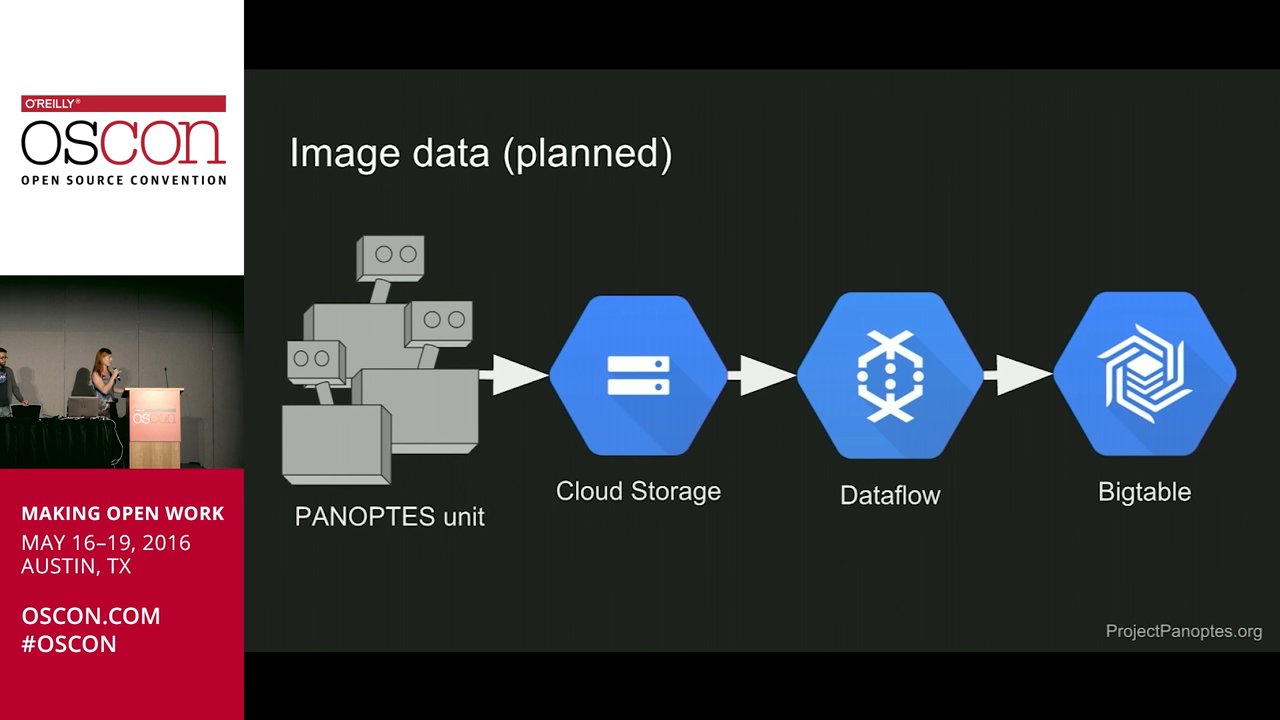 O'REILLY®
OSCON
OPEN SOURCE CONVENTION
OSCON
MAKING OPEN WORK
MAY 16–19, 2016
AUSTIN, TX
OSCON.COM
#OSCON
Image data (planned)
PANOPTES unit
Cloud Storage
Dataflow
Bigtable
ProjectPanoptes.org